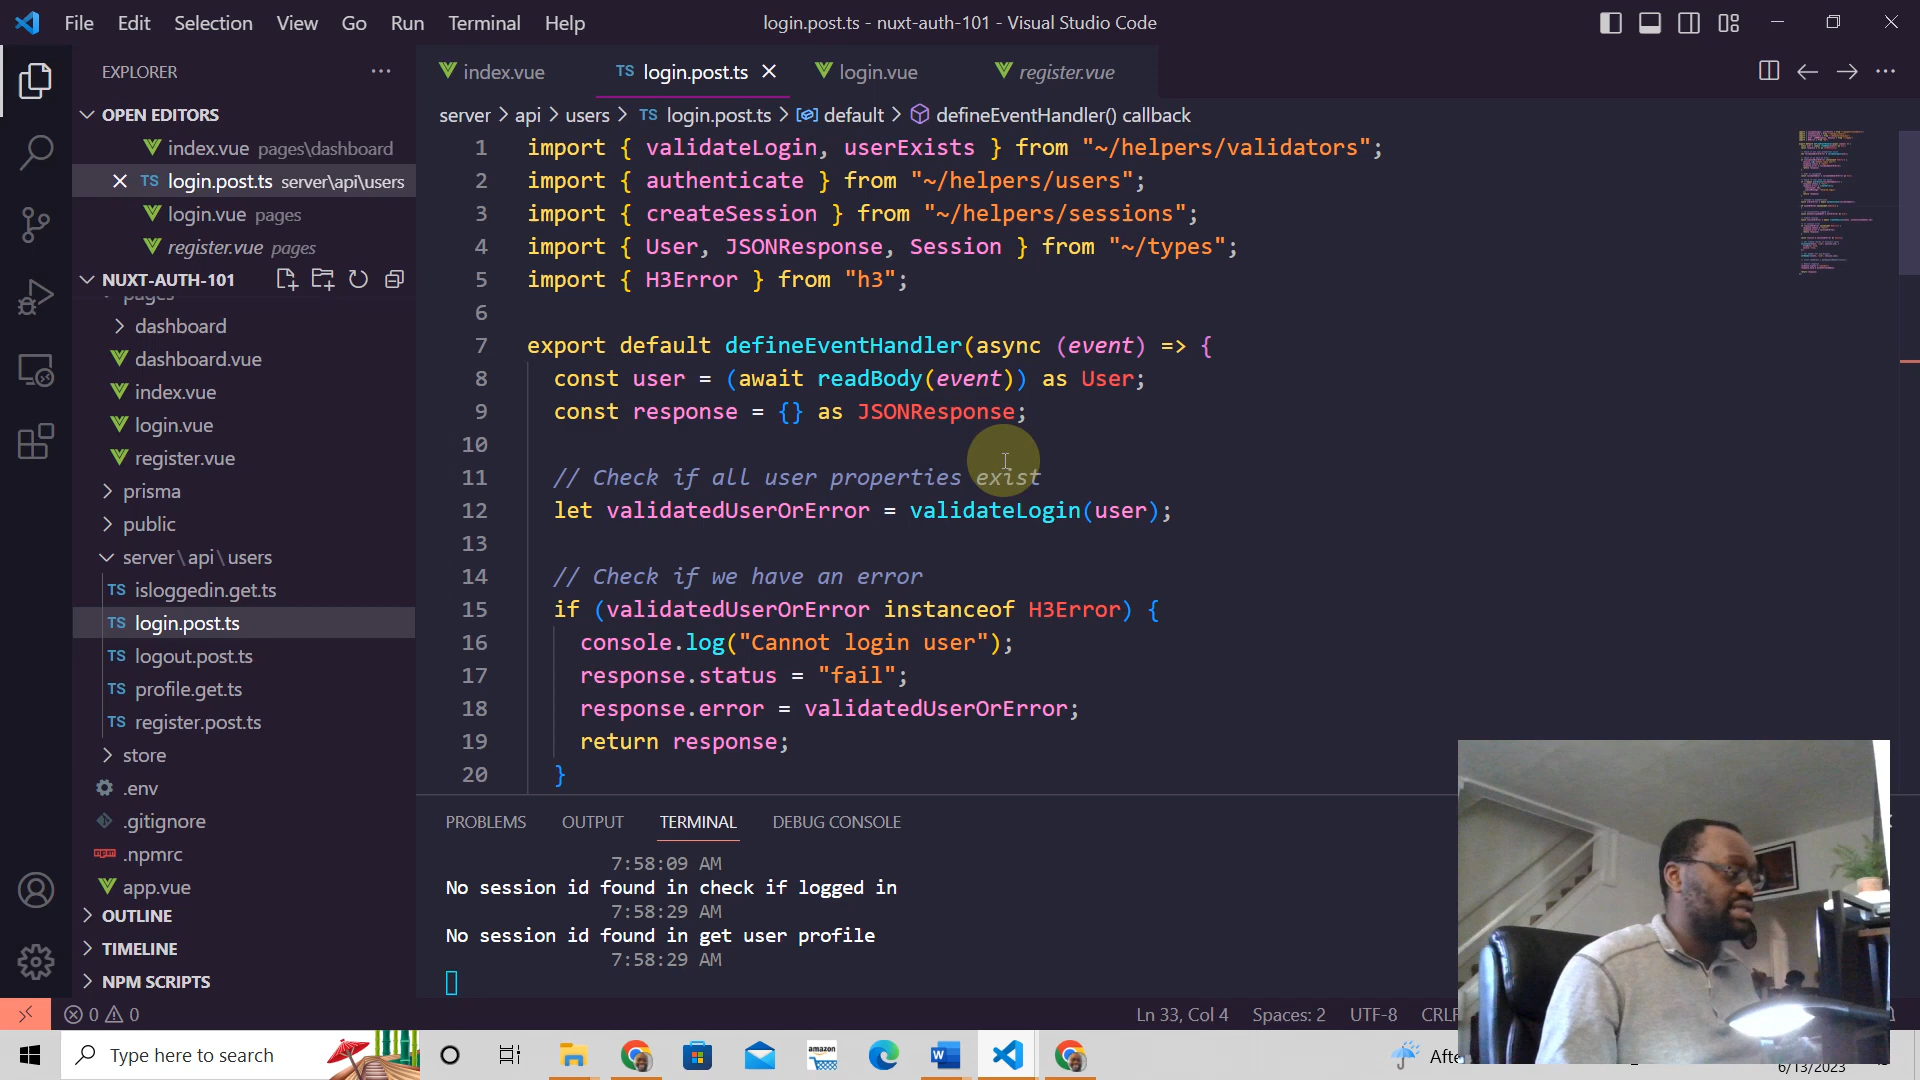 File Edit Selection View Go Run Terminal Help
login.post.ts - nuxt-auth-101 - Visual Studio Code
EXPLORER
index.vue
TS login.post.ts
login.vue
register.vue
server > api > users > TS login.post.ts > default > defineEventHandler() callback
OPEN EDITORS
index.vue pages\dashboard
TS login.post.ts server\api\users
login.vue pages
register.vue pages
NUXT-AUTH-101
pages
dashboard
dashboard.vue
index.vue
login.vue
register.vue
prisma
public
server\api\users
TS isloggedin.get.ts
TS login.post.ts
TS logout.post.ts
TS profile.get.ts
TS register.post.ts
store
.env
.gitignore
npm .npmrc
app.vue
OUTLINE
TIMELINE
NPM SCRIPTS
1 import { validateLogin, userExists } from "~/helpers/validators";
2 import { authenticate } from "~/helpers/users";
3 import { createSession } from "~/helpers/sessions";
4 import { User, JSONResponse, Session } from "~/types";
5 import { H3Error } from "h3";
6
7 export default defineEventHandler(async (event) => {
8 const user = (await readBody(event)) as User;
9 const response = {} as JSONResponse;
10
11 // Check if all user properties exist
12 let validatedUserOrError = validateLogin(user);
13
14 // Check if we have an error
15 if (validatedUserOrError instanceof H3Error) {
16 console.log("Cannot login user");
17 response.status = "fail";
18 response.error = validatedUserOrError;
19 return response;
20 }
PROBLEMS OUTPUT TERMINAL DEBUG CONSOLE
7:58:09 AM
No session id found in check if logged in
7:58:29 AM
No session id found in get user profile
7:58:29 AM
0 0
Ln 33, Col 4 Spaces: 2 UTF-8 CRLF
Type here to search
amazon
W
6/13/2023